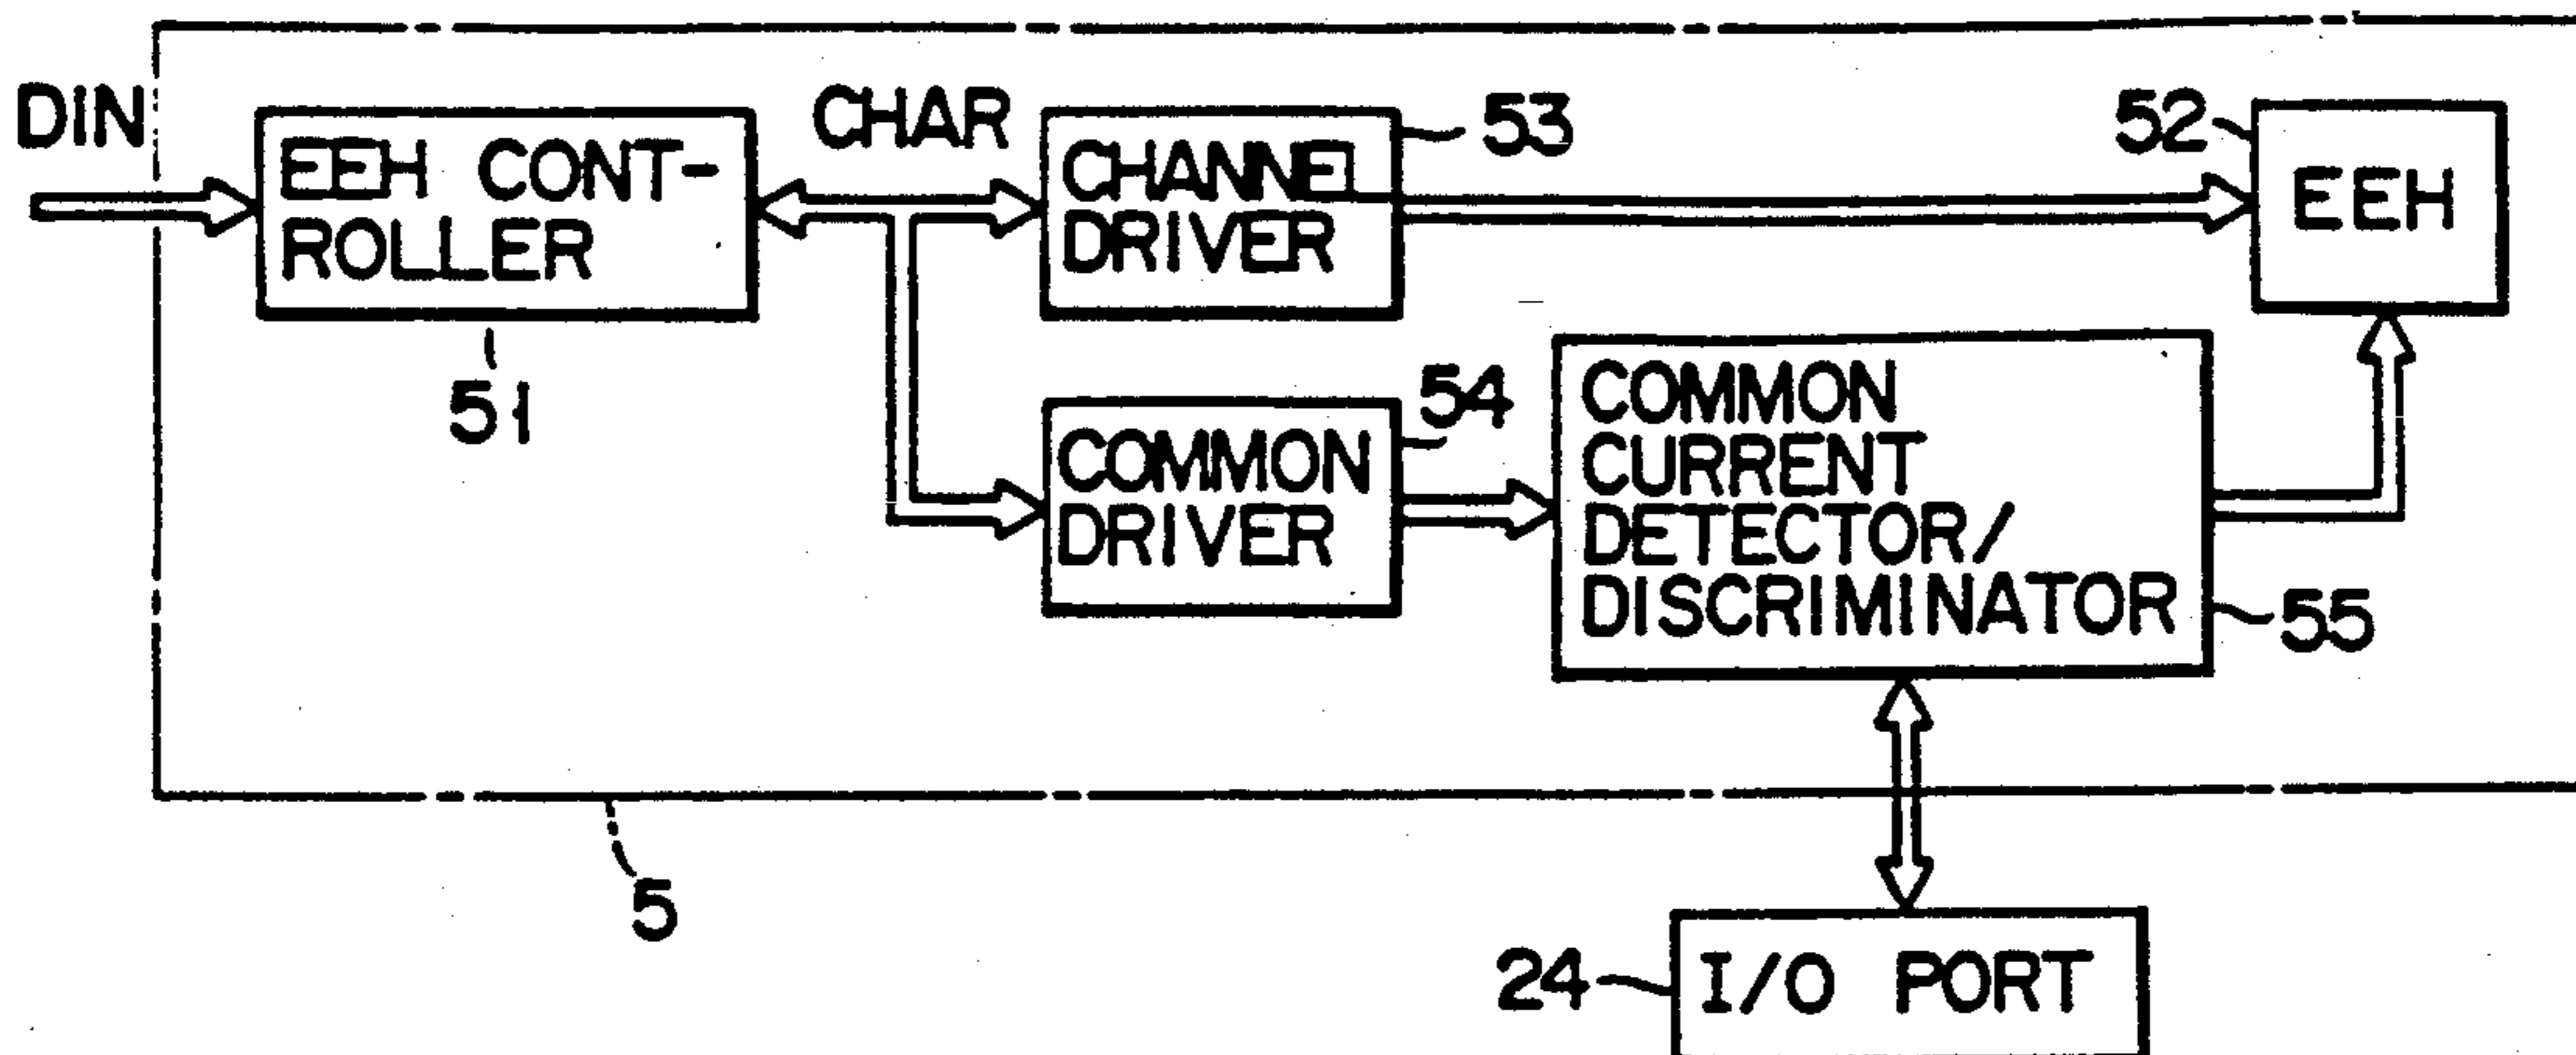 DIN
EEH CONT-
ROLLER
51
CHAR
CHANNEL
DRIVER
53
52
EEH
COMMON
DRIVER
54
COMMON
CURRENT
DETECTOR/
DISCRIMINATOR
55
5
24
I/O PORT